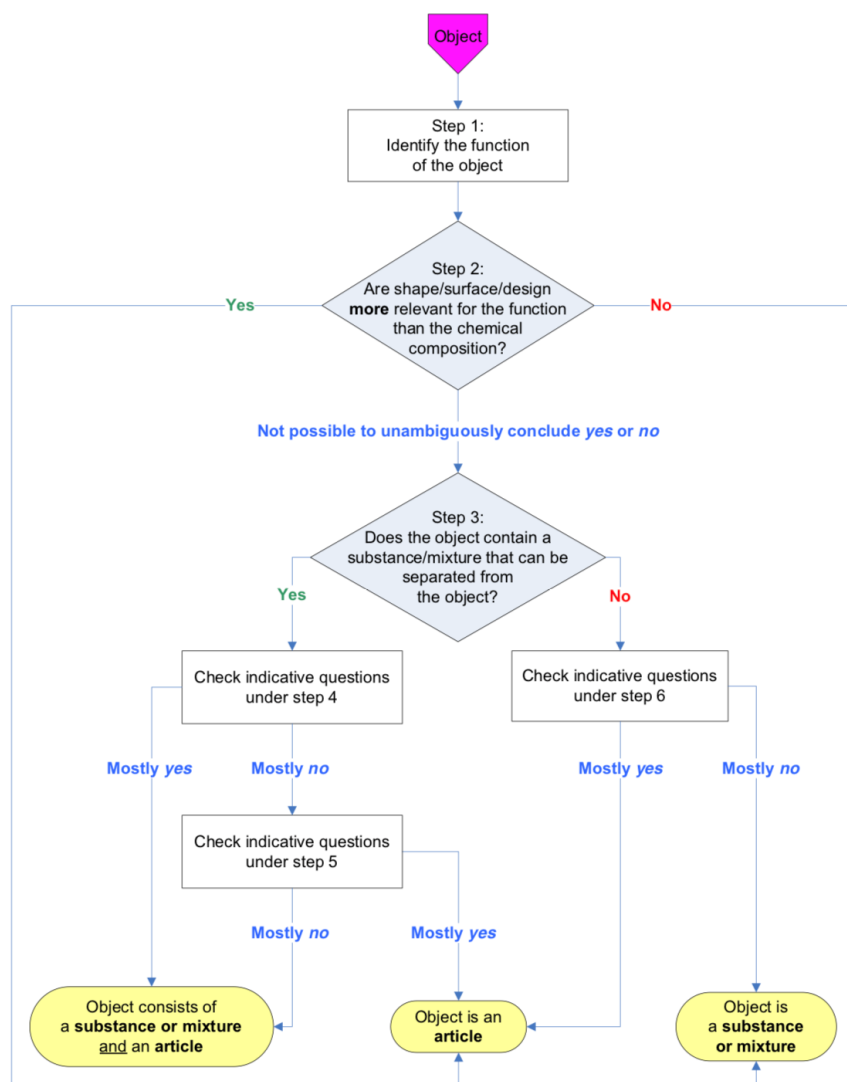 Object
Step 1:
Identify the function
of the object
Step 2:
Are shape/surface/design
more relevant for the function
than the chemical
composition?
Yes
No
Not possible to unambiguously conclude yes or no
Step 3:
Does the object contain a
substance/mixture that can be
separated from
the object?
Yes
No
Check indicative questions
under step 4
Check indicative questions
under step 6
Mostly yes
Mostly no
Mostly yes
Mostly no
Check indicative questions
under step 5
Mostly no
Mostly yes
Object consists of
a substance or mixture
and an article
Object is an
article
Object is
a substance
or mixture